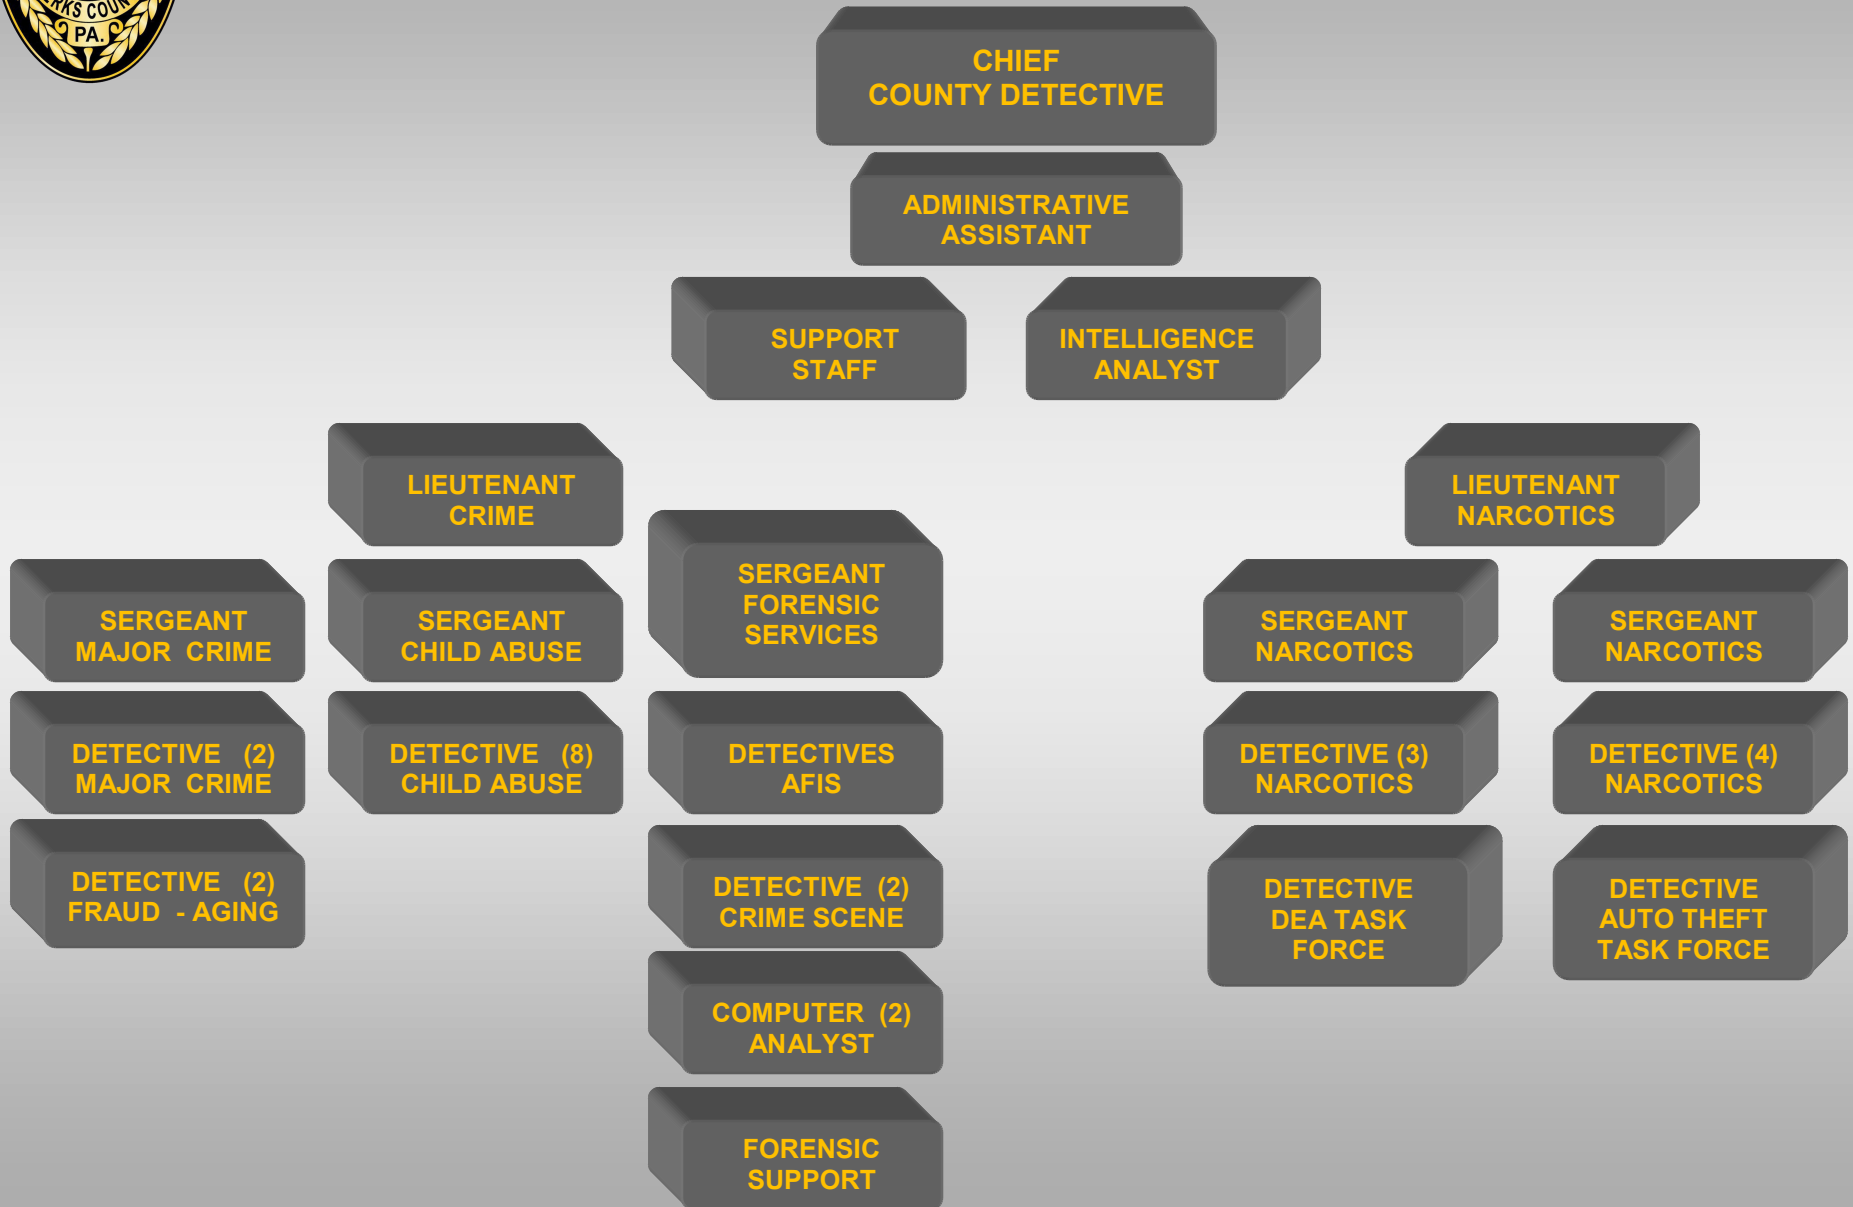 PA.
CHIEF
COUNTY DETECTIVE
ADMINISTRATIVE
ASSISTANT
SUPPORT
STAFF
INTELLIGENCE
ANALYST
LIEUTENANT
CRIME
LIEUTENANT
NARCOTICS
SERGEANT
FORENSIC
SERVICES
SERGEANT
MAJOR  CRIME
SERGEANT
CHILD ABUSE
SERGEANT
NARCOTICS
SERGEANT
NARCOTICS
DETECTIVE   (2)
MAJOR  CRIME
DETECTIVE   (8)
CHILD ABUSE
DETECTIVES
AFIS
DETECTIVE (3)
NARCOTICS
DETECTIVE (4)
NARCOTICS
DETECTIVE   (2)
FRAUD  - AGING
DETECTIVE  (2)
CRIME SCENE
DETECTIVE
DEA TASK
FORCE
DETECTIVE
AUTO THEFT
TASK FORCE
COMPUTER  (2)
ANALYST
FORENSIC
SUPPORT